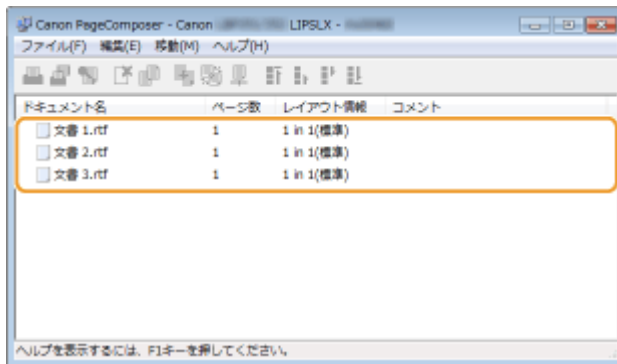 Canon PageComposer - Canon LIPSLX -
ファイル(F) 編集(E) 移動(M) ヘルプ(H)
ドキュメント名 ページ数 レイアウト情報 コメント
文書 1.rtf 1 1 in 1(標準)
文書 2.rtf 1 1 in 1(標準)
文書 3.rtf 1 1 in 1(標準)
ヘルプを表示するには、F1キーを押してください。